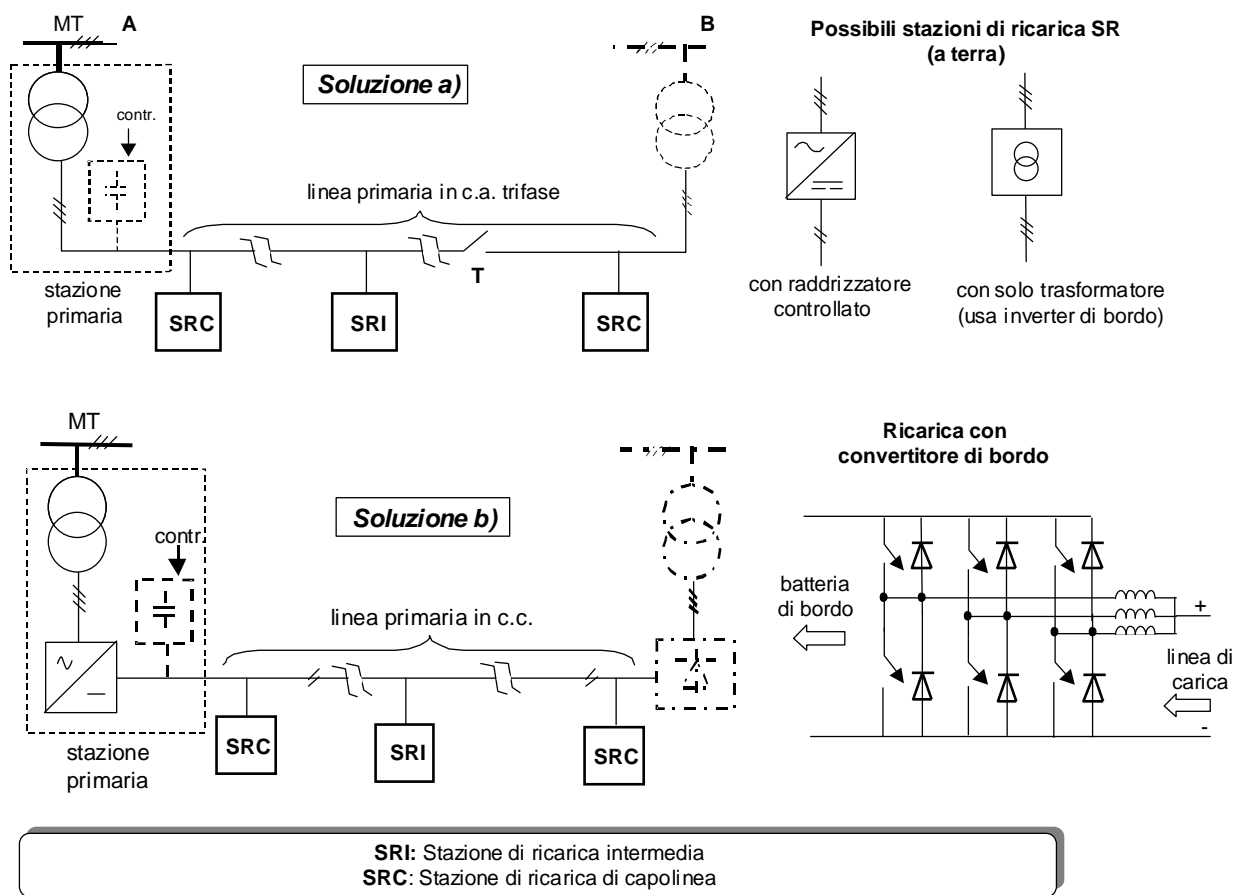 MT
A
contr.
stazione
primaria
Soluzione a)
linea primaria in c.a. trifase
SRC
SRI
T
SRC
B
Possibili stazioni di ricarica SR
(a terra)
con raddrizzatore
controllato
con solo trasformatore
(usa inverter di bordo)
MT
contr.
stazione
primaria
Soluzione b)
linea primaria in c.c.
SRC
SRI
SRC
Ricarica con
convertitore di bordo
batteria
di bordo
+
linea di
carica
-
SRI: Stazione di ricarica intermedia
SRC: Stazione di ricarica di capolinea